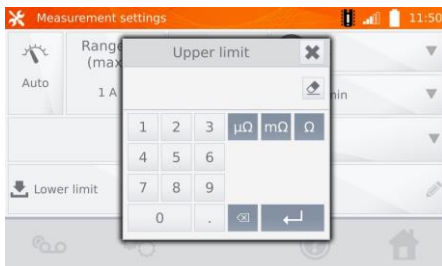 Measurement settings 11:50
Range
(max
Auto
1 A
Upper limit
min
1 2 3 μΩ mΩ Ω
4 5 6
7 8 9
0 .
Lower limit